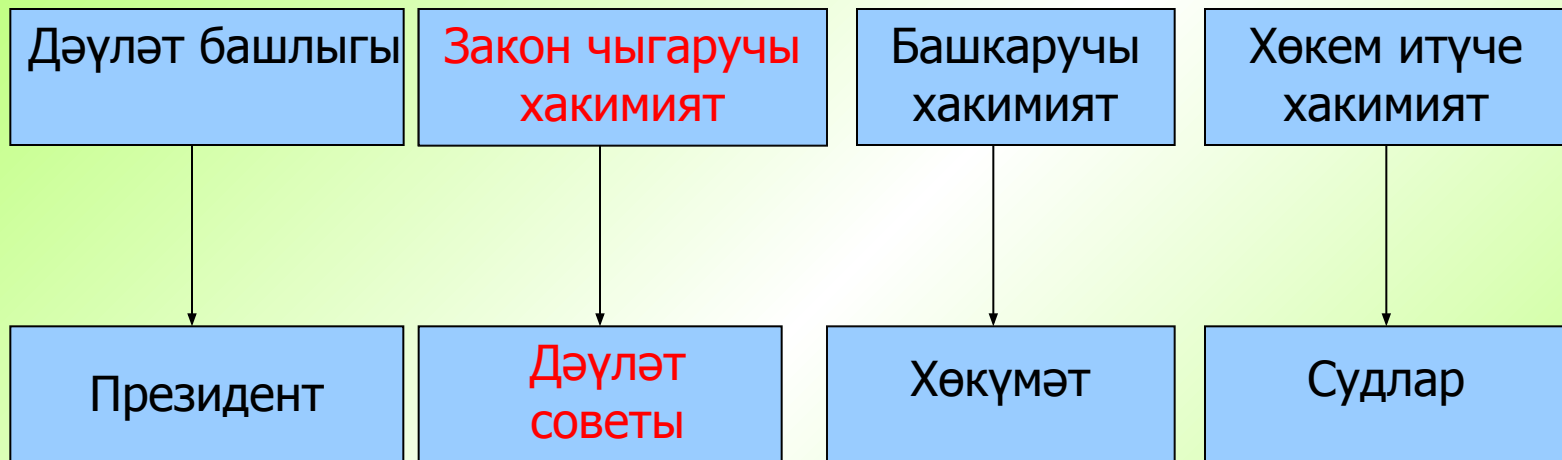 Дәүләт башлыгы
Закон чыгаручы
хакимият
Башкаручы
хакимият
Хөкем итүче
хакимият
Президент
Дәүләт
советы
Хөкүмәт
Судлар